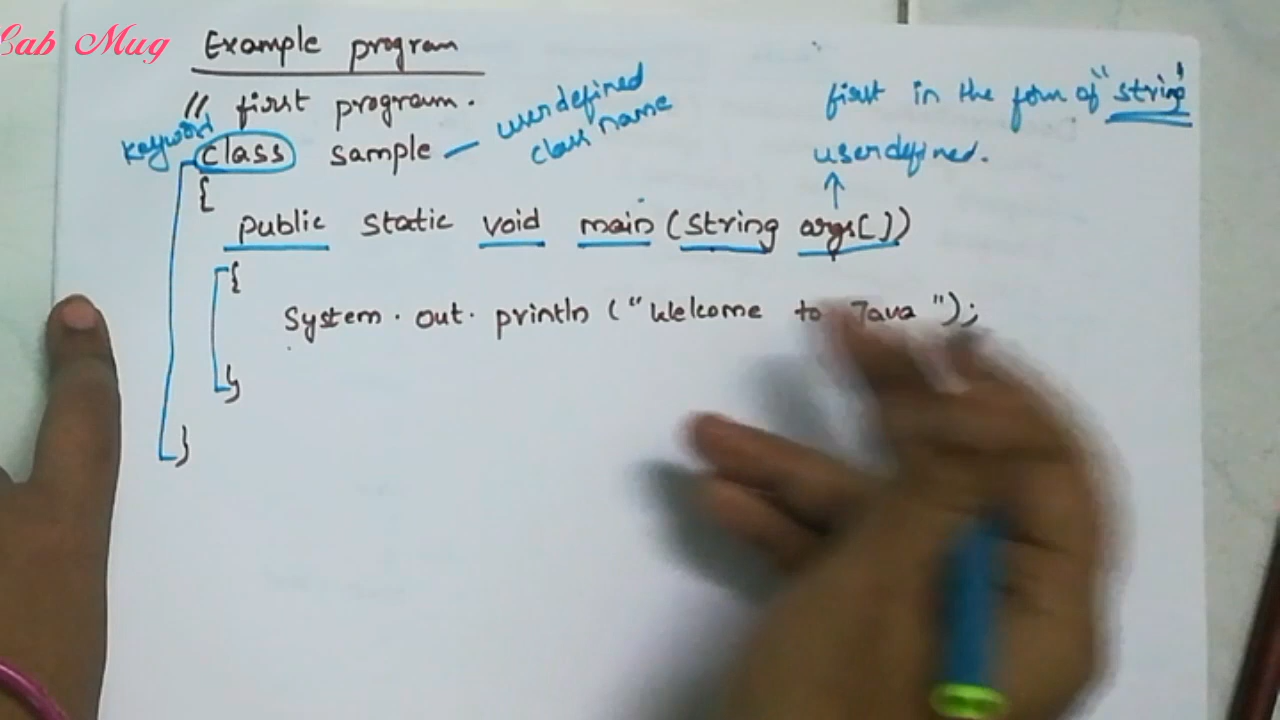 Cab Mug
Example program
// first program.
keyword
class sample — userdefined class name
first in the form of "string"
userdefined.
{
public static void main (string args[])
{
System. out. println ("Welcome to Java");
}
}